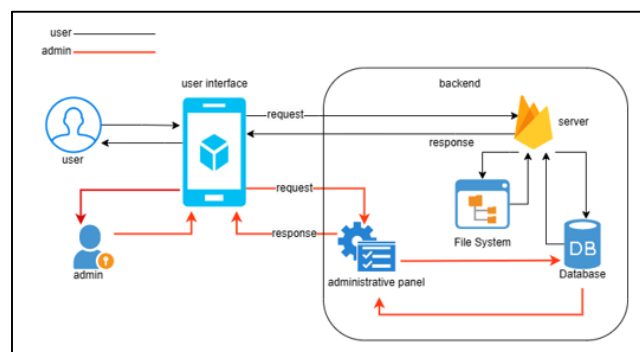 user
admin
user interface
backend
request
server
response
user
request
File System
response
DB
admin
administrative panel
Database